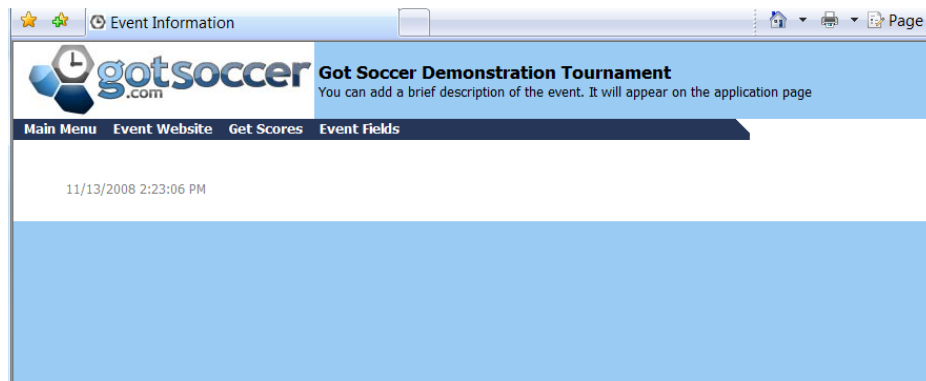 Event Information
Page
gotsoccer
.com
Got Soccer Demonstration Tournament
You can add a brief description of the event. It will appear on the application page
Main Menu Event Website Get Scores Event Fields
11/13/2008 2:23:06 PM